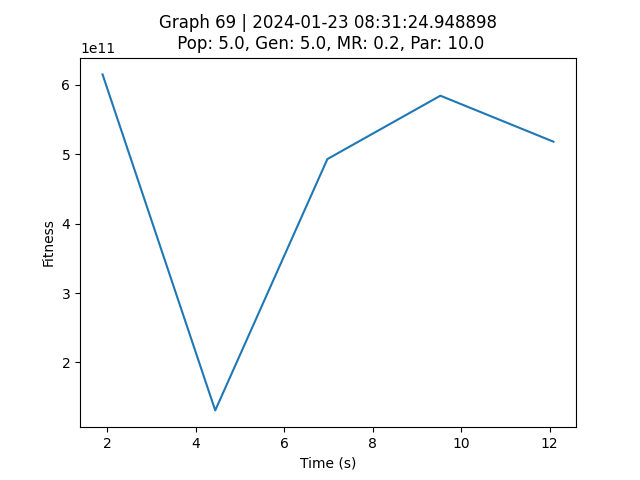 Graph 69 | 2024-01-23 08:31:24.948898
Pop: 5.0, Gen: 5.0, MR: 0.2, Par: 10.0
1e11
6
5
4
3
2
Fitness
2 4 6 8 10 12
Time (s)